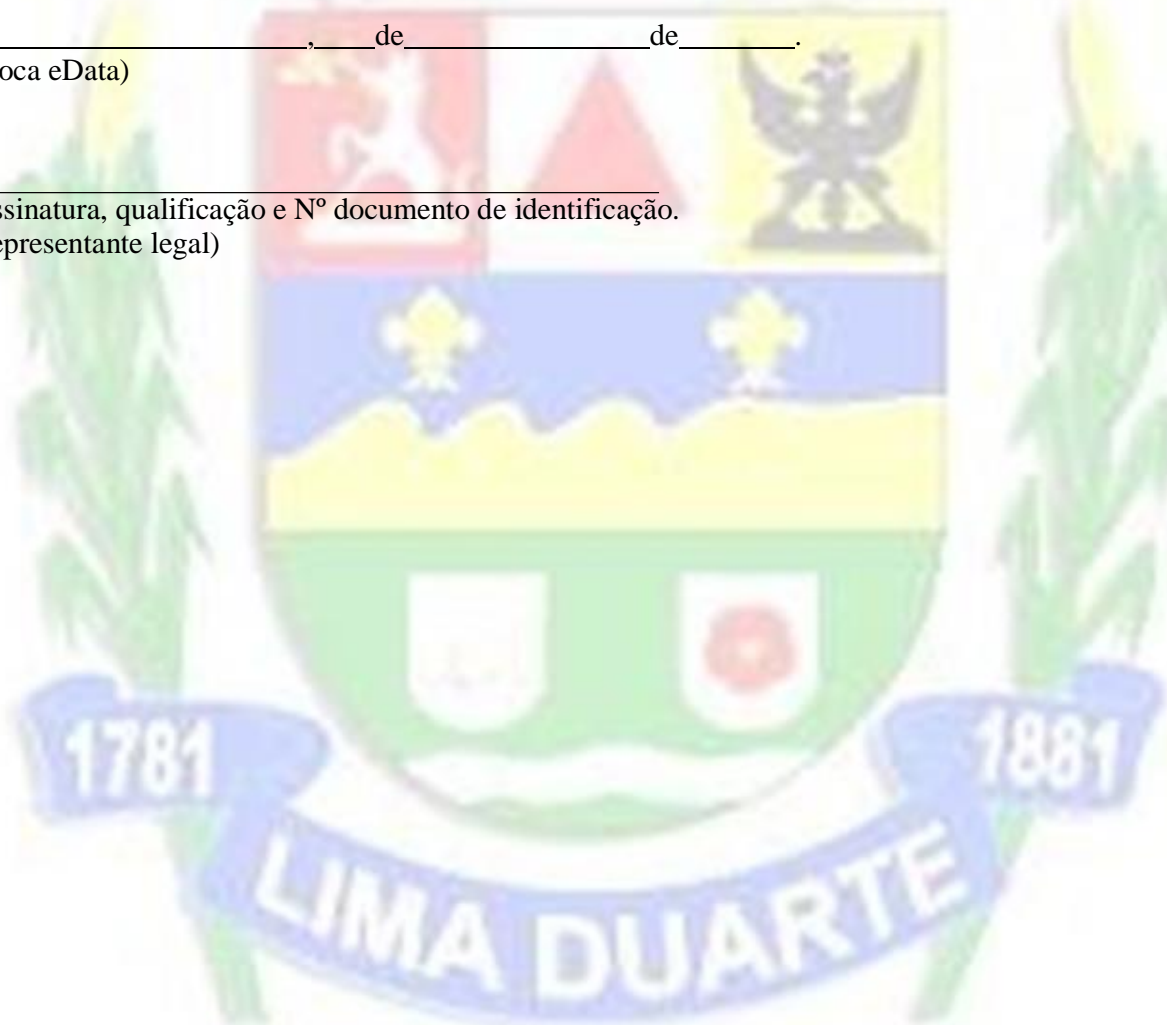 , de de .
oca eData)
ssinatura, qualificação e Nº documento de identificação.
epresentante legal)
1781
1881
LIMA DUARTE